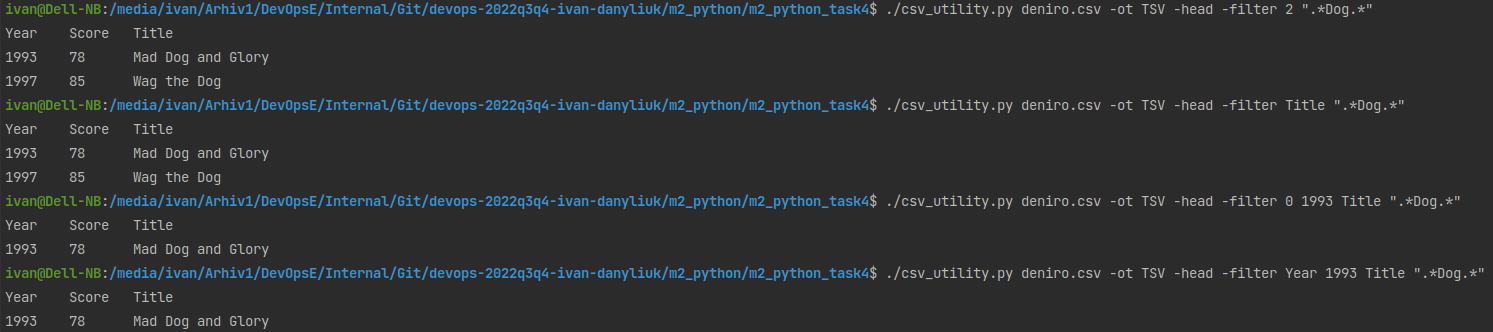 ivan@Dell-NB:/media/ivan/Arhiv1/DevOpsE/Internal/Git/devops-2022q3q4-ivan-danyliuk/m2_python/m2_python_task4$ ./csv_utility.py deniro.csv -ot TSV -head -filter 2 ".*Dog.*"
Year    Score   Title
1993    78      Mad Dog and Glory
1997    85      Wag the Dog
ivan@Dell-NB:/media/ivan/Arhiv1/DevOpsE/Internal/Git/devops-2022q3q4-ivan-danyliuk/m2_python/m2_python_task4$ ./csv_utility.py deniro.csv -ot TSV -head -filter Title ".*Dog.*"
Year    Score   Title
1993    78      Mad Dog and Glory
1997    85      Wag the Dog
ivan@Dell-NB:/media/ivan/Arhiv1/DevOpsE/Internal/Git/devops-2022q3q4-ivan-danyliuk/m2_python/m2_python_task4$ ./csv_utility.py deniro.csv -ot TSV -head -filter 0 1993 Title ".*Dog.*"
Year    Score   Title
1993    78      Mad Dog and Glory
ivan@Dell-NB:/media/ivan/Arhiv1/DevOpsE/Internal/Git/devops-2022q3q4-ivan-danyliuk/m2_python/m2_python_task4$ ./csv_utility.py deniro.csv -ot TSV -head -filter Year 1993 Title ".*Dog.*"
Year    Score   Title
1993    78      Mad Dog and Glory